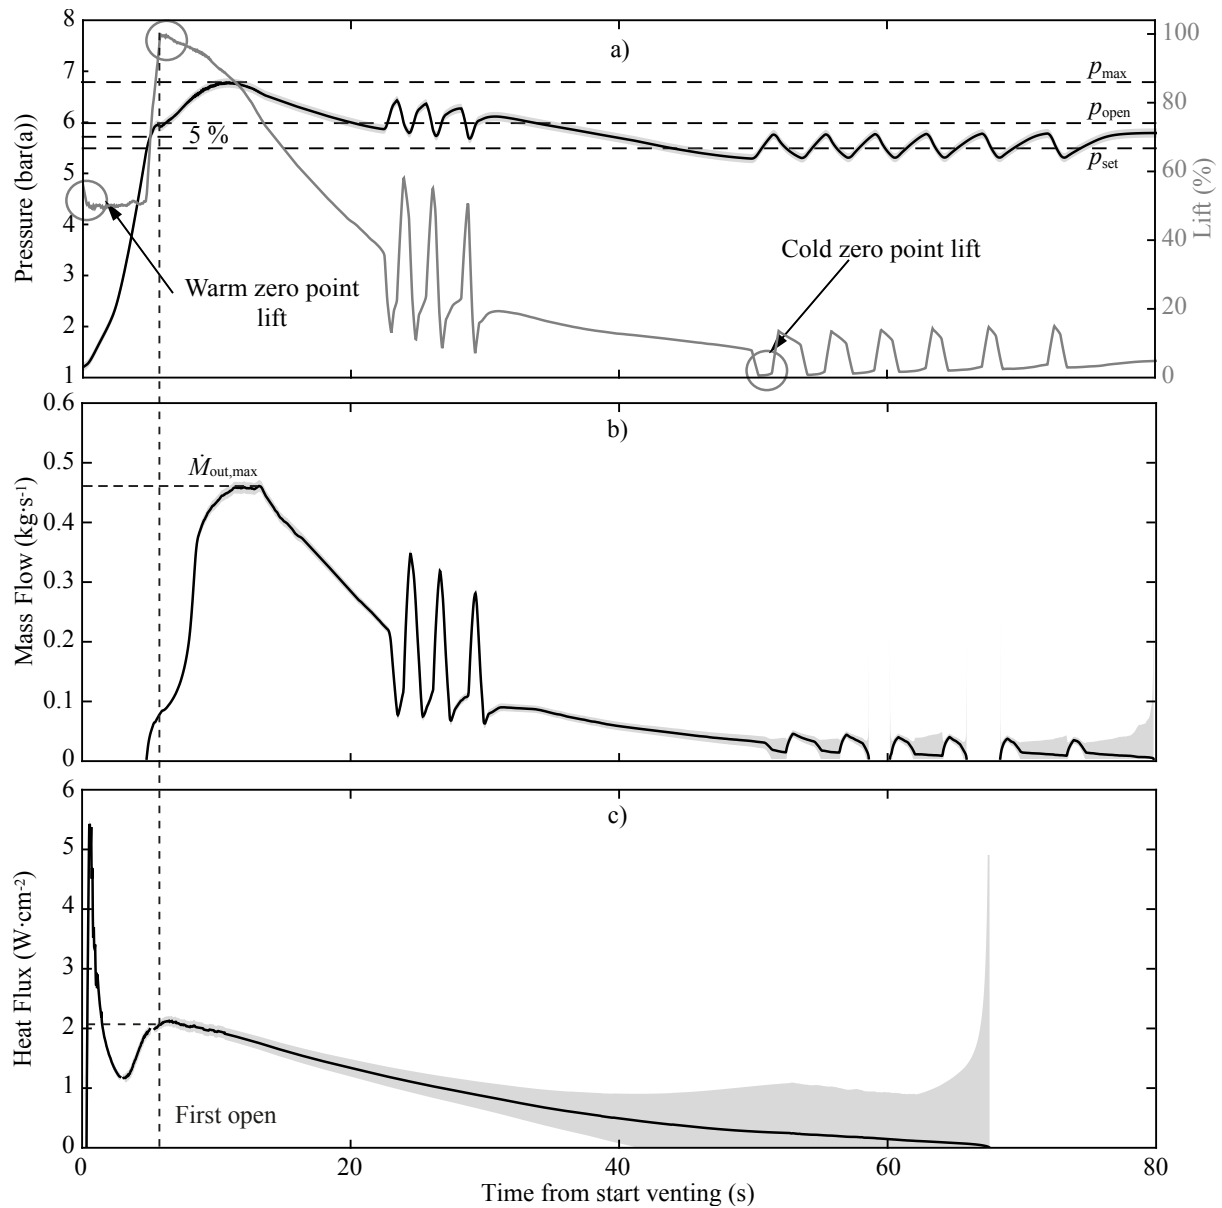 a)
8
7
6
5
4
3
2
1
Pressure (bar(a))
100
80
60
40
20
0
Lift (%)
p_max
p_open
5 %
p_set
Warm zero point
lift
Cold zero point lift
b)
0.6
0.5
0.4
0.3
0.2
0.1
0
Mass Flow (kg·s⁻¹)
Ṁout,max
c)
6
5
4
3
2
1
0
Heat Flux (W·cm⁻²)
First open
0
20
40
60
80
Time from start venting (s)